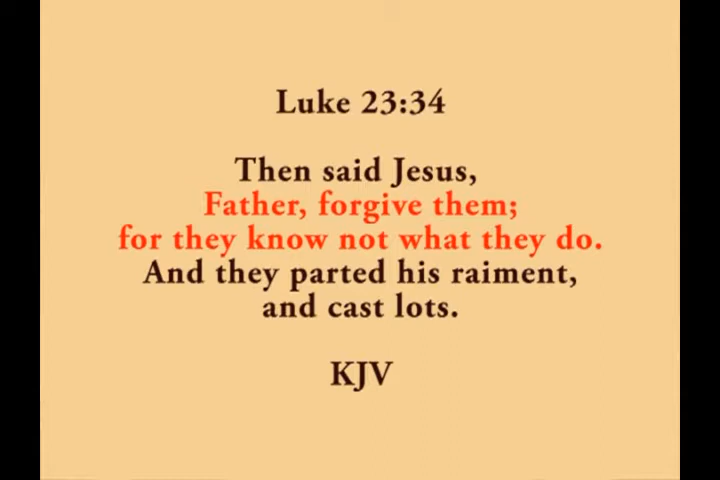 Luke 23:34
Then said Jesus,
Father, forgive them;
for they know not what they do.
And they parted his raiment,
and cast lots.
KJV